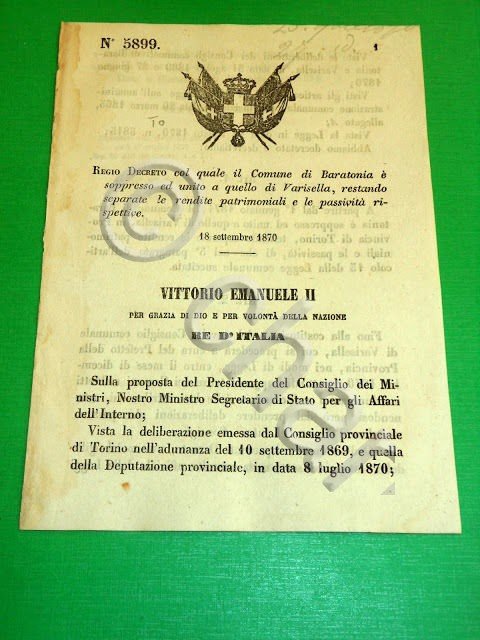 N° 5899.
1
TO
REGIO DECRETO col quale il Comune di Baratonia è
soppresso ed unito a quello di Varisella, restando
separate le rendite patrimoniali e le passività ri-
spettive.
18 settembre 1870
VITTORIO EMANUELE II
PER GRAZIA DI DIO E PER VOLONTÀ DELLA NAZIONE
RE D'ITALIA
Sulla proposta del Presidente del Consiglio dei Mi-
nistri, Nostro Ministro Segretario di Stato per gli Affari
dell'Interno;
Vista la deliberazione emessa dal Consiglio provinciale
di Torino nell'adunanza del 10 settembre 1869, e quella
della Deputazione provinciale, in data 8 luglio 1870;